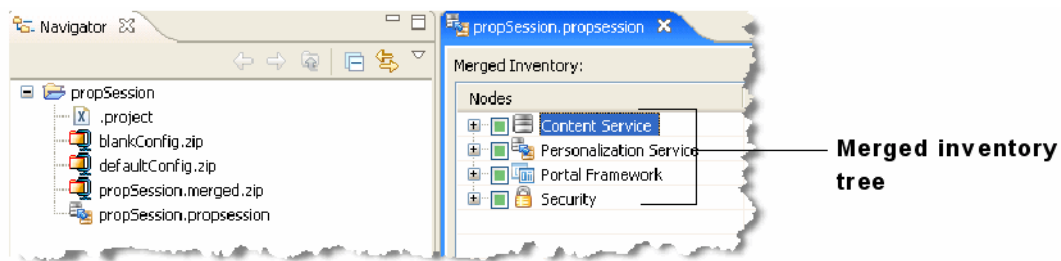 Navigator
propSession
.project
blankConfig.zip
defaultConfig.zip
propSession.merged.zip
propSession.propsession
propSession.propsession
Merged Inventory:
Nodes
Content Service
Personalization Service
Portal Framework
Security
Merged inventory
tree